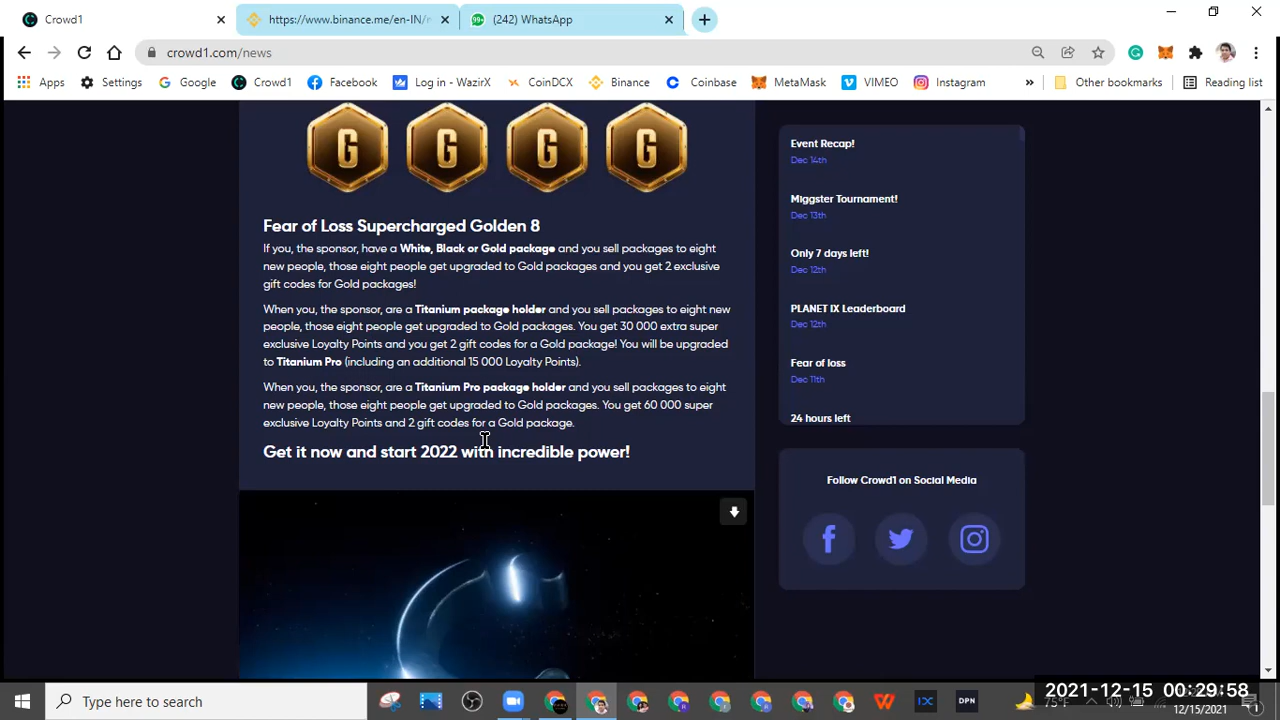 Crowd1
https://www.binance.me/en-IN/
99+
(242) WhatsApp
crowd1.com/news
Apps
Settings
Google
Crowd1
Facebook
Log in - WazirX
CoinDCX
Binance
Coinbase
MetaMask
VIMEO
Instagram
»
Other bookmarks
Reading list
G G G G
Fear of Loss Supercharged Golden 8
If you, the sponsor, have a White, Black or Gold package and you sell packages to eight
new people, those eight people get upgraded to Gold packages and you get 2 exclusive
gift codes for Gold packages!
When you, the sponsor, are a Titanium package holder and you sell packages to eight new
people, those eight people get upgraded to Gold packages. You get 30 000 extra super
exclusive Loyalty Points and you get 2 gift codes for a Gold package! You will be upgraded
to Titanium Pro (including an additional 15 000 Loyalty Points).
When you, the sponsor, are a Titanium Pro package holder and you sell packages to eight
new people, those eight people get upgraded to Gold packages. You get 60 000 super
exclusive Loyalty Points and 2 gift codes for a Gold package.
Get it now and start 2022 with incredible power!
Event Recap!
Dec 14th
Miggster Tournament!
Dec 13th
Only 7 days left!
Dec 12th
PLANET IX Leaderboard
Dec 12th
Fear of loss
Dec 11th
24 hours left
Follow Crowd1 on Social Media
Type here to search
DPN
75°F
2021-12-15 00:29:58
12/15/2021